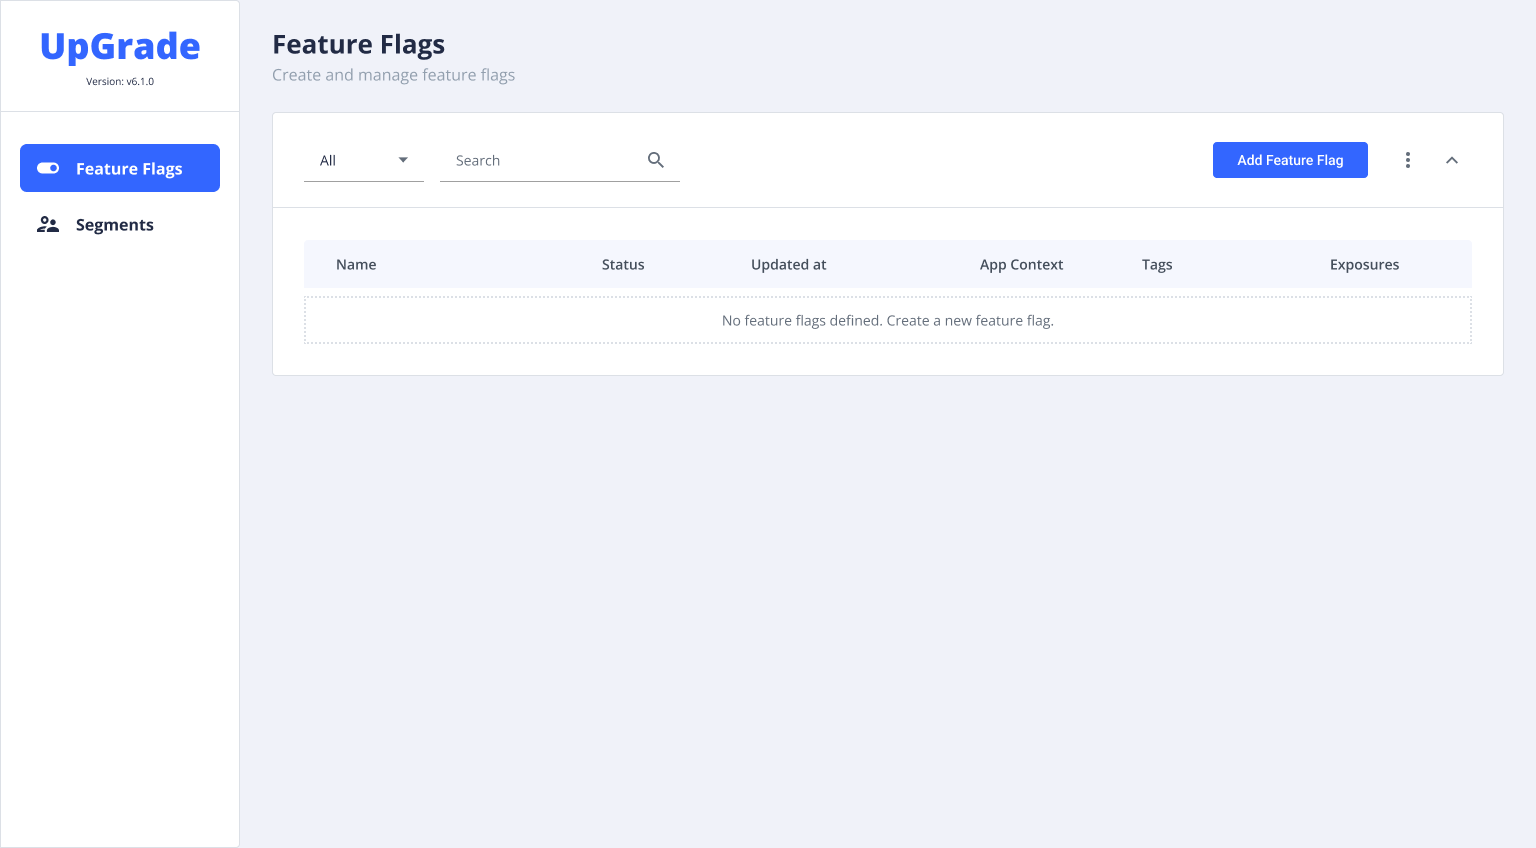 UpGrade
Version: v6.1.0
Feature Flags
Segments
Feature Flags
Create and manage feature flags
All
Search
Add Feature Flag
Name Status Updated at App Context Tags Exposures
No feature flags defined. Create a new feature flag.